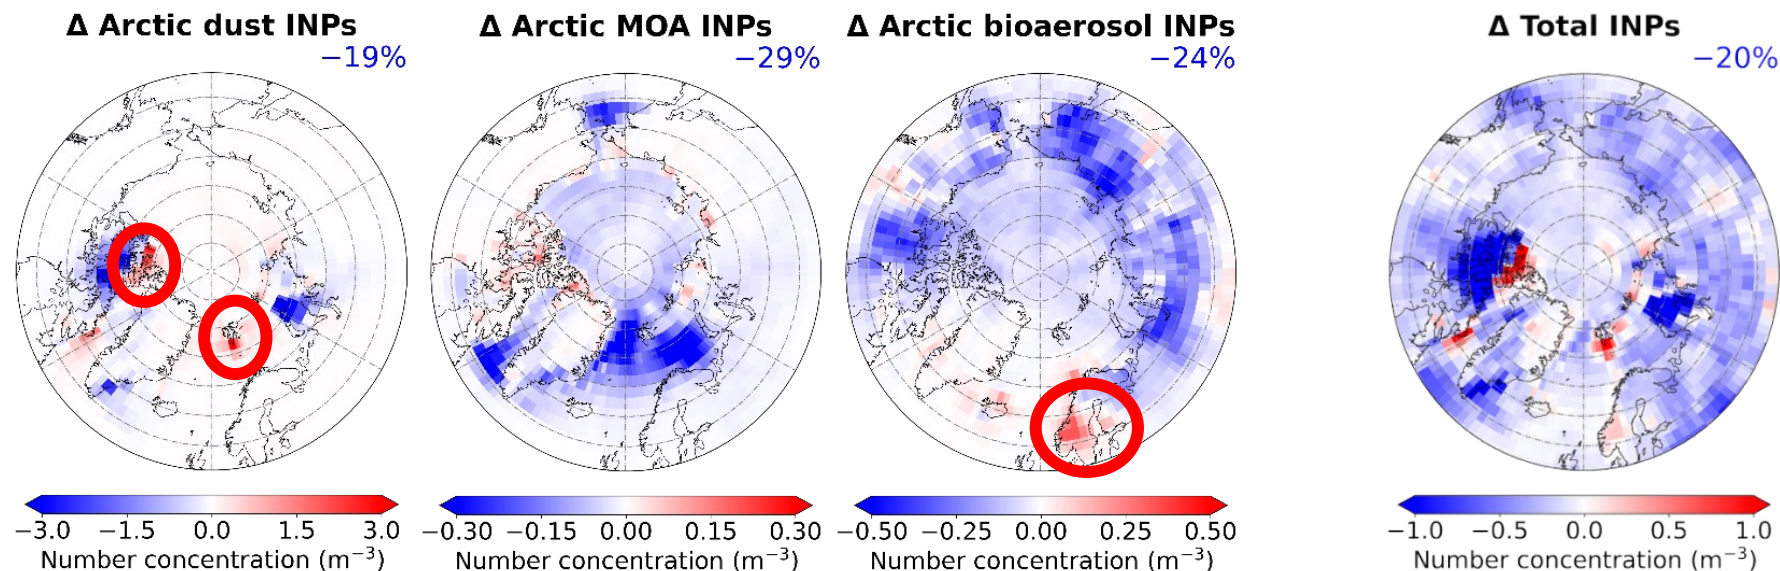 Δ Arctic dust INPs
−19%
−3.0 −1.5 0.0 1.5 3.0
Number concentration (m⁻³)
Δ Arctic MOA INPs
−29%
−0.30 −0.15 0.00 0.15 0.30
Number concentration (m⁻³)
Δ Arctic bioaerosol INPs
−24%
−0.50 −0.25 0.00 0.25 0.50
Number concentration (m⁻³)
Δ Total INPs
−20%
−1.0 −0.5 0.0 0.5 1.0
Number concentration (m⁻³)